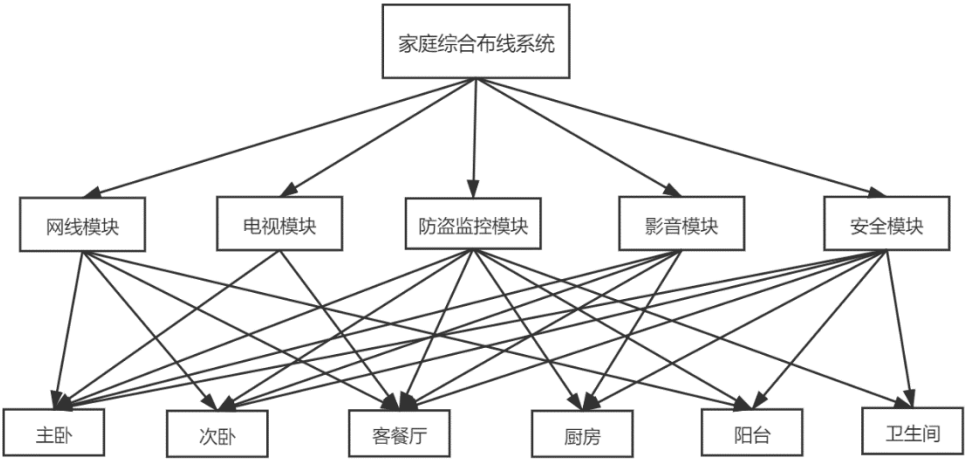 家庭综合布线系统
网线模块
电视模块
防盗监控模块
影音模块
安全模块
主卧
次卧
客餐厅
厨房
阳台
卫生间